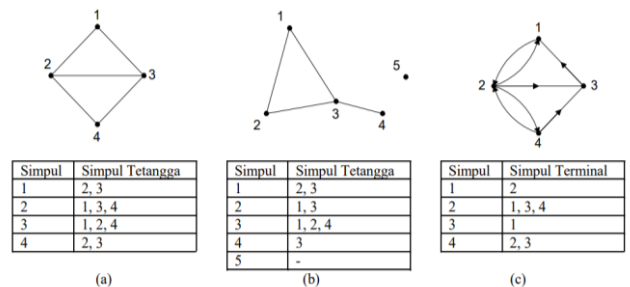 1
2
3
4
1
2
3
4
5
1
2
3
4
Simpul Simpul Tetangga
1 2, 3
2 1, 3, 4
3 1, 2, 4
4 2, 3
(a)
Simpul Simpul Tetangga
1 2, 3
2 1, 3
3 1, 2, 4
4 3
5 -
(b)
Simpul Simpul Terminal
1 2
2 1, 3, 4
3 1
4 2, 3
(c)